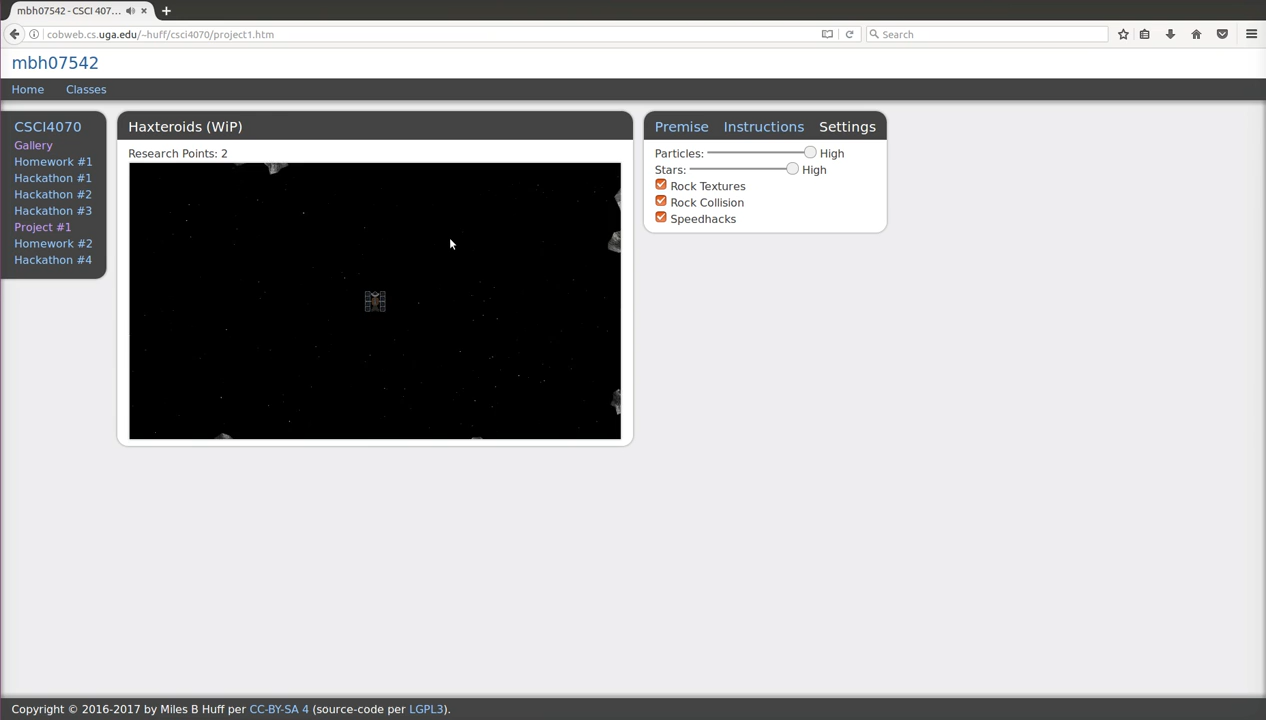 mbh07542 - CSCI 407...
cobweb.cs.uga.edu/~huff/csci4070/project1.htm
Search
mbh07542
Home Classes
CSCI4070
Gallery
Homework #1
Hackathon #1
Hackathon #2
Hackathon #3
Project #1
Homework #2
Hackathon #4
Haxteroids (WiP)
Research Points: 2
Premise Instructions Settings
Particles: High
Stars: High
Rock Textures
Rock Collision
Speedhacks
Copyright © 2016-2017 by Miles B Huff per CC-BY-SA 4 (source-code per LGPL3).